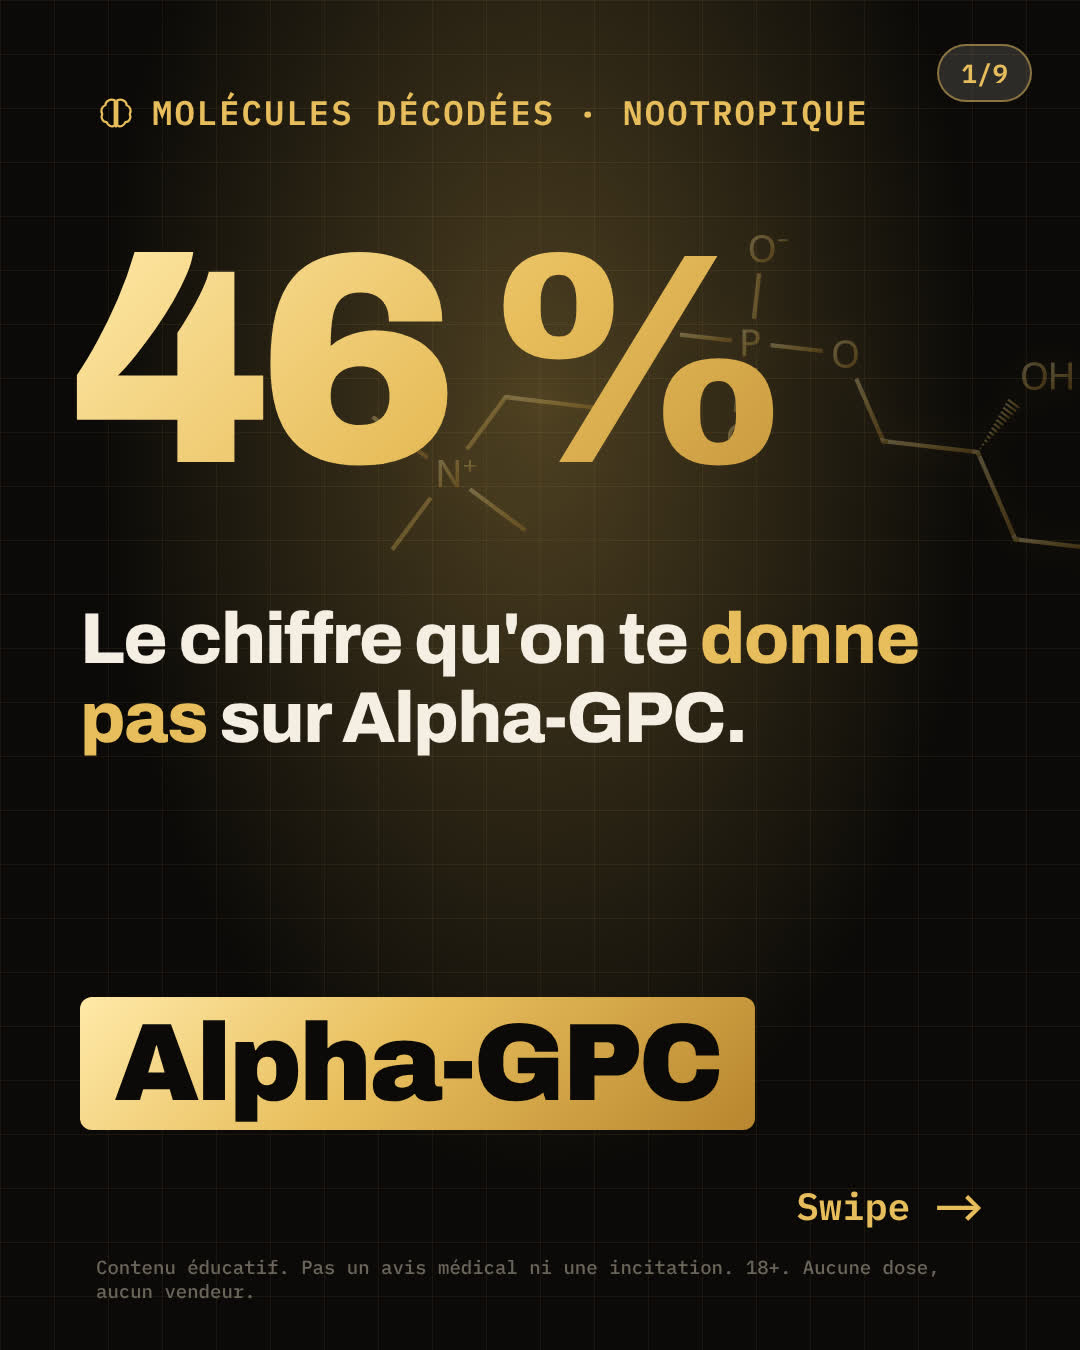 1/9
MOLÉCULES DÉCODÉES · NOOTROPIQUE
46 %
O⁻
P
O
OH
N⁺
Le chiffre qu'on te donne
pas sur Alpha-GPC.
Alpha-GPC
Swipe →
Contenu éducatif. Pas un avis médical ni une incitation. 18+. Aucune dose,
aucun vendeur.